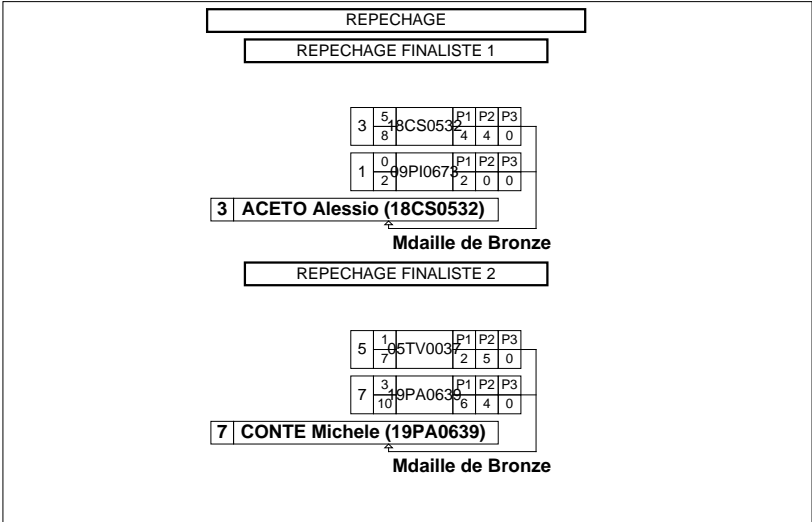 REPECHAGE
REPECHAGE FINALISTE 1
3 5 18CS0532 P1 P2 P3
8 4 4 0
1 0 09PI0673 P1 P2 P3
2 2 0 0
3 ACETO Alessio (18CS0532)
Mdaille de Bronze
REPECHAGE FINALISTE 2
5 1 05TV0037 P1 P2 P3
7 2 5 0
7 3 19PA0639 P1 P2 P3
10 6 4 0
7 CONTE Michele (19PA0639)
Mdaille de Bronze